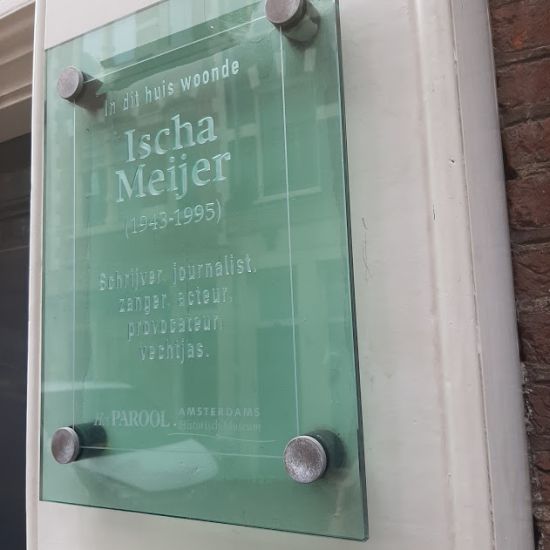 In dit huis woonde
Ischa
Meijer
(1943-1995)
Schrijver, journalist,
zanger, acteur,
provocateur,
vechtjas.
Het PAROOL
AMSTERDAMS
Historisch Museum